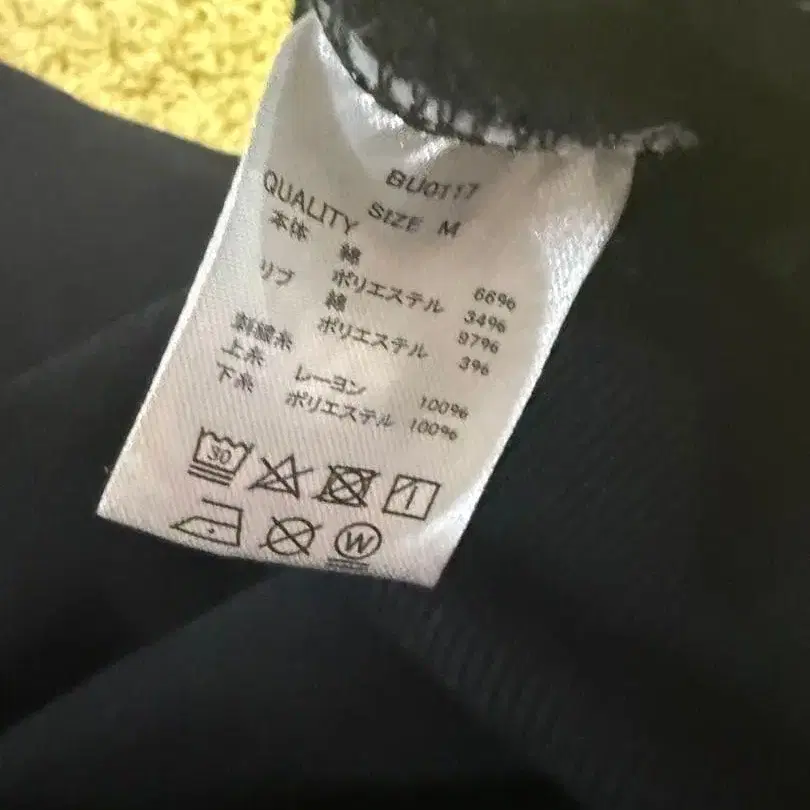 BU0117
QUALITY SIZE M
本体 綿 66%
ポリエステル 34%
リブ 綿 97%
ポリエステル 3%
刺繍糸
上糸 レーヨン 100%
下糸 ポリエステル 100%
30
W